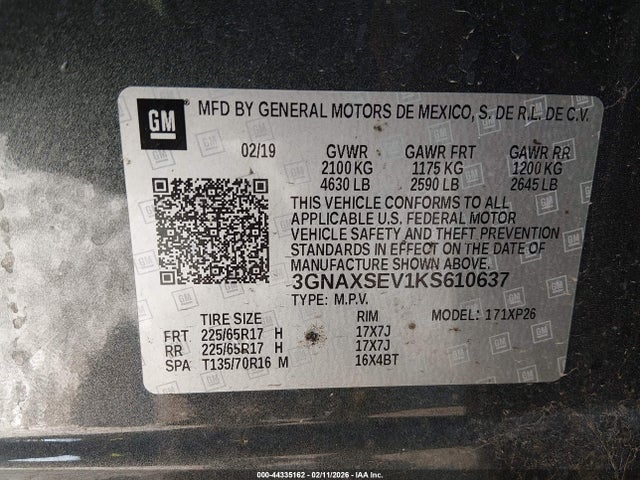 GM
MFD BY GENERAL MOTORS DE MEXICO, S. DE R.L. DE C.V.
02/19 GVWR GAWR FRT GAWR RR
2100 KG 1175 KG 1200 KG
4630 LB 2590 LB 2645 LB
THIS VEHICLE CONFORMS TO ALL
APPLICABLE U.S. FEDERAL MOTOR
VEHICLE SAFETY AND THEFT PREVENTION
STANDARDS IN EFFECT ON THE DATE OF
MANUFACTURE SHOWN ABOVE.
3GNAXSEV1KS610637
TYPE: M.P.V. MODEL: 171XP26
TIRE SIZE RIM
FRT 225/65R17 H 17X7J
RR 225/65R17 H 17X7J
SPA T135/70R16 M 16X4BT
000-44335162 - 02/11/2026 - IAA Inc.